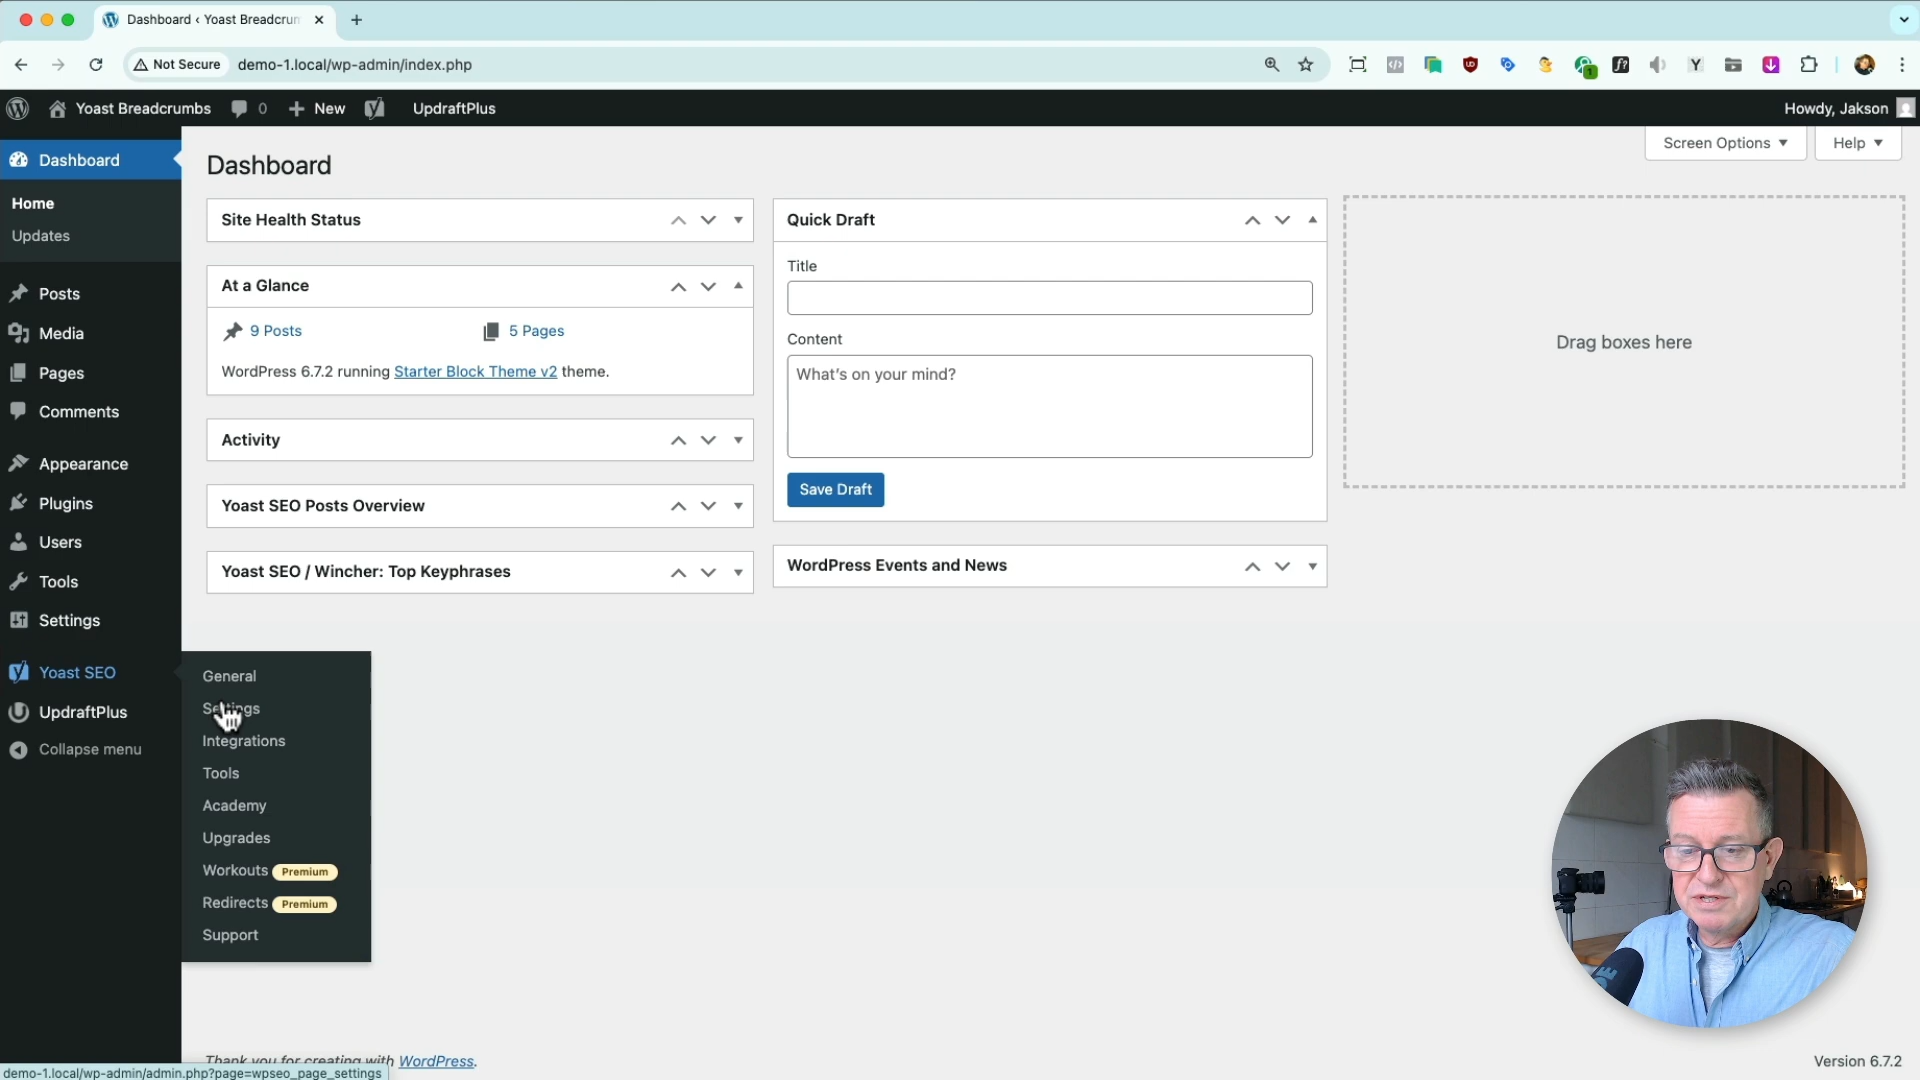 Dashboard ‹ Yoast Breadcrum
Not Secure
demo-1.local/wp-admin/index.php
Yoast Breadcrumbs
0
New
UpdraftPlus
Howdy, Jakson
Dashboard
Home
Updates
Posts
Media
Pages
Comments
Appearance
Plugins
Users
Tools
Settings
Yoast SEO
UpdraftPlus
Collapse menu
General
Settings
Integrations
Tools
Academy
Upgrades
Workouts Premium
Redirects Premium
Support
Dashboard
Screen Options
Help
Site Health Status
At a Glance
9 Posts
5 Pages
WordPress 6.7.2 running Starter Block Theme v2 theme.
Activity
Yoast SEO Posts Overview
Yoast SEO / Wincher: Top Keyphrases
Quick Draft
Title
Content
What's on your mind?
Save Draft
WordPress Events and News
Drag boxes here
Thank you for creating with WordPress.
Version 6.7.2
demo-1.local/wp-admin/admin.php?page=wpseo_page_settings